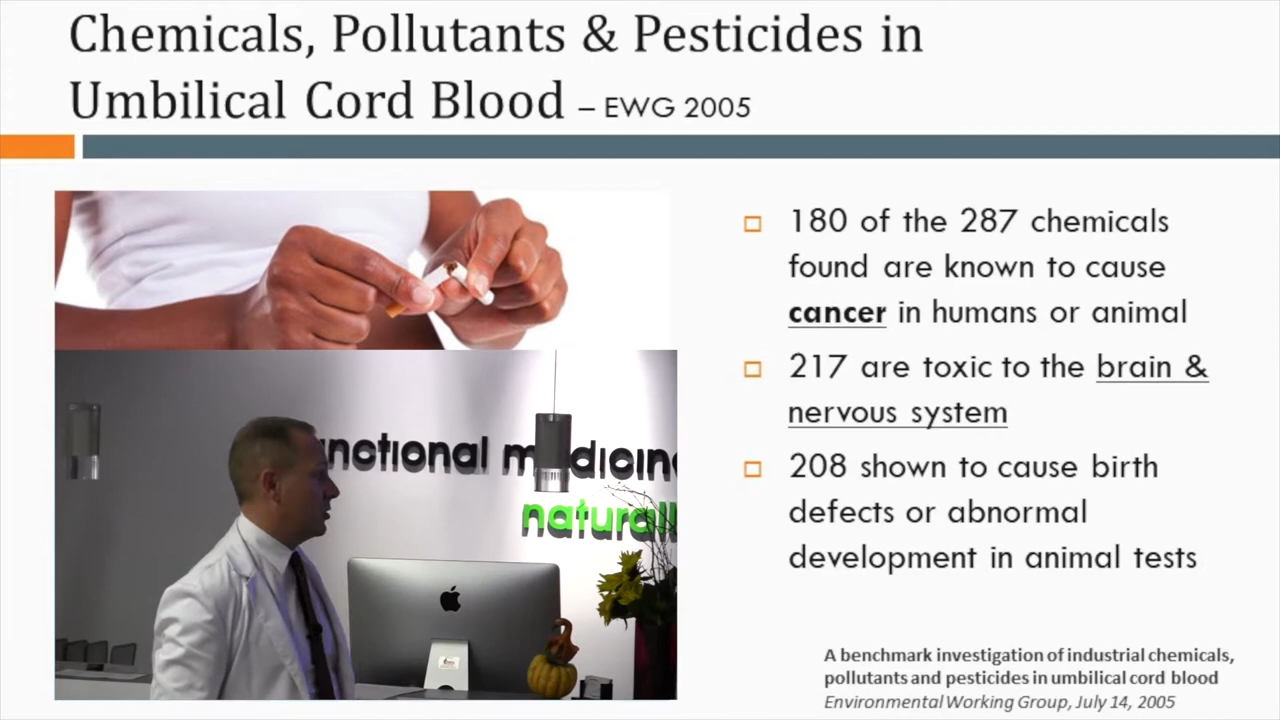 Chemicals, Pollutants & Pesticides in
Umbilical Cord Blood – EWG 2005
180 of the 287 chemicals
found are known to cause
cancer in humans or animal
217 are toxic to the brain &
nervous system
208 shown to cause birth
defects or abnormal
development in animal tests
A benchmark investigation of industrial chemicals,
pollutants and pesticides in umbilical cord blood
Environmental Working Group, July 14, 2005